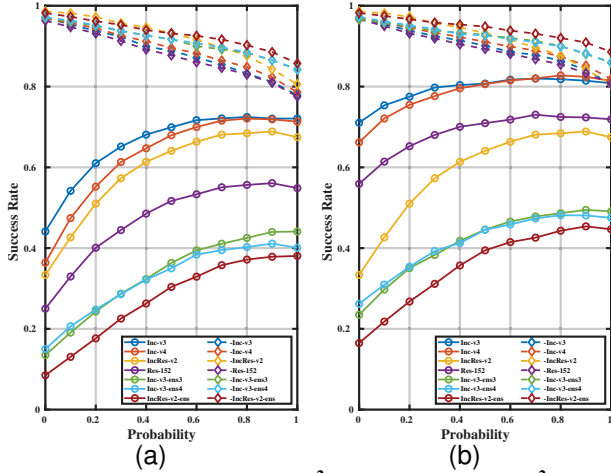 1
1
0.8
0.8
0.6
0.6
Success Rate
Success Rate
0.4
0.4
0.2
0.2
Inc-v3 -Inc-v3
Inc-v4 -Inc-v4
IncRes-v2 -IncRes-v2
Res-152 -Res-152
Inc-v3-ens3 -Inc-v3-ens3
Inc-v3-ens4 -Inc-v3-ens4
IncRes-v2-ens -IncRes-v2-ens
Inc-v3 -Inc-v3
Inc-v4 -Inc-v4
IncRes-v2 -IncRes-v2
Res-152 -Res-152
Inc-v3-ens3 -Inc-v3-ens3
Inc-v3-ens4 -Inc-v3-ens4
IncRes-v2-ens -IncRes-v2-ens
0
0
0 0.2 0.4 0.6 0.8 1
0 0.2 0.4 0.6 0.8 1
Probability
Probability
(a)
(b)